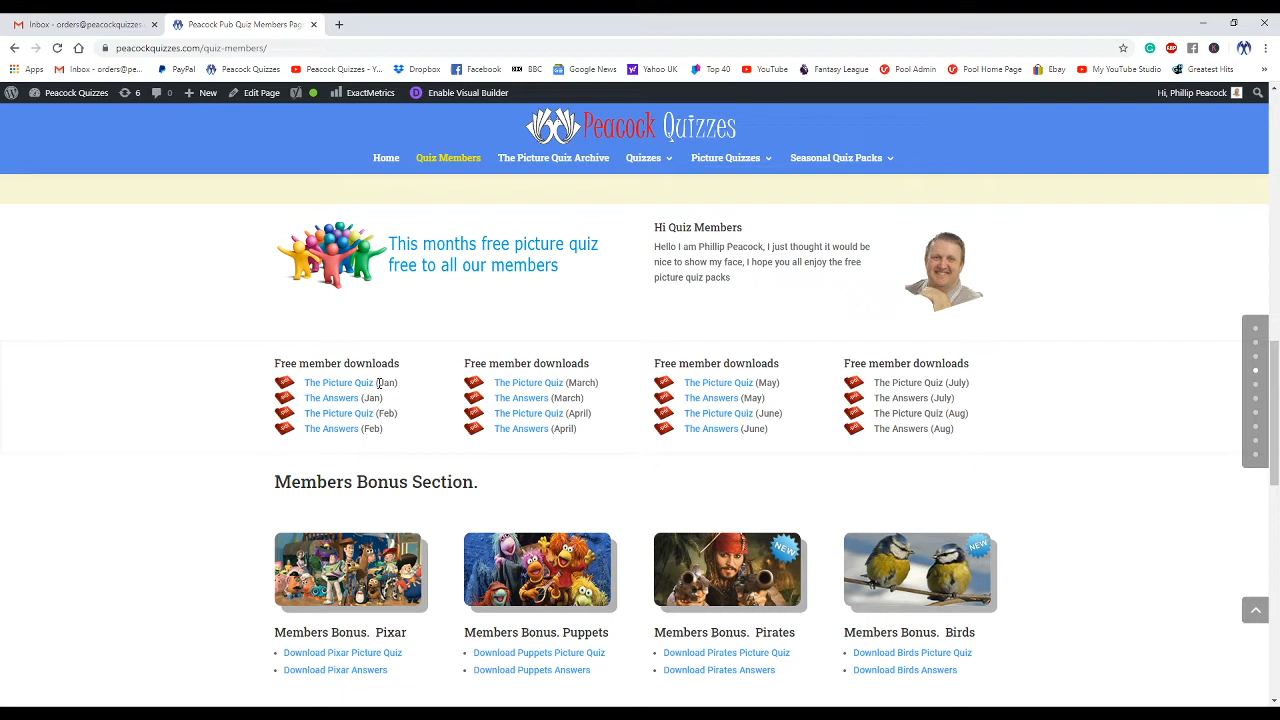 Inbox - orders@peacockquizzes
Peacock Pub Quiz Members Pag
peacockquizzes.com/quiz-members/
ABP
K
Apps
Inbox - orders@pe...
PayPal
Peacock Quizzes
Peacock Quizzes - Y...
Dropbox
Facebook
BBC
Google News
Yahoo UK
Top 40
YouTube
Fantasy League
Pool Admin
Pool Home Page
Ebay
My YouTube Studio
Greatest Hits
Peacock Quizzes
6
0
New
Edit Page
ExactMetrics
Enable Visual Builder
Hi, Phillip Peacock
Peacock Quizzes
Home
Quiz Members
The Picture Quiz Archive
Quizzes
Picture Quizzes
Seasonal Quiz Packs
This months free picture quiz
free to all our members
Hi Quiz Members
Hello I am Phillip Peacock, I just thought it would be
nice to show my face, I hope you all enjoy the free
picture quiz packs
Free member downloads
The Picture Quiz (Jan)
The Answers (Jan)
The Picture Quiz (Feb)
The Answers (Feb)
Free member downloads
The Picture Quiz (March)
The Answers (March)
The Picture Quiz (April)
The Answers (April)
Free member downloads
The Picture Quiz (May)
The Answers (May)
The Picture Quiz (June)
The Answers (June)
Free member downloads
The Picture Quiz (July)
The Answers (July)
The Picture Quiz (Aug)
The Answers (Aug)
Members Bonus Section.
NEW
NEW
Members Bonus. Pixar
Download Pixar Picture Quiz
Download Pixar Answers
Members Bonus. Puppets
Download Puppets Picture Quiz
Download Puppets Answers
Members Bonus. Pirates
Download Pirates Picture Quiz
Download Pirates Answers
Members Bonus. Birds
Download Birds Picture Quiz
Download Birds Answers